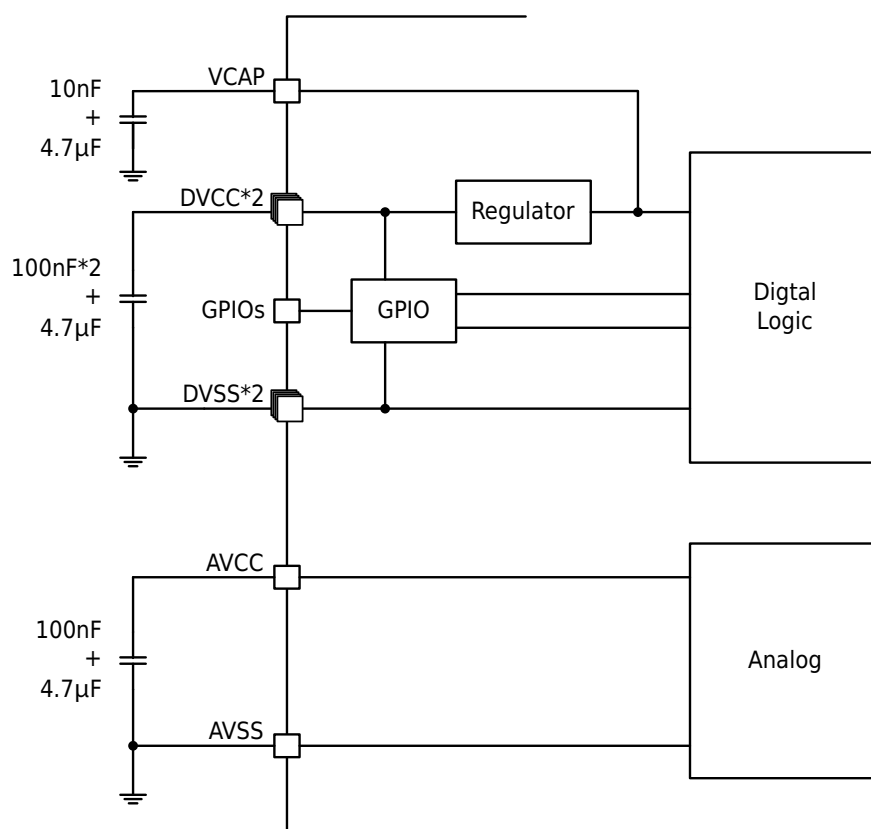 VCAP
10nF
+
4.7μF
DVCC*2
Regulator
100nF*2
+
4.7μF
GPIOs
GPIO
Digtal
Logic
DVSS*2
AVCC
100nF
+
4.7μF
Analog
AVSS